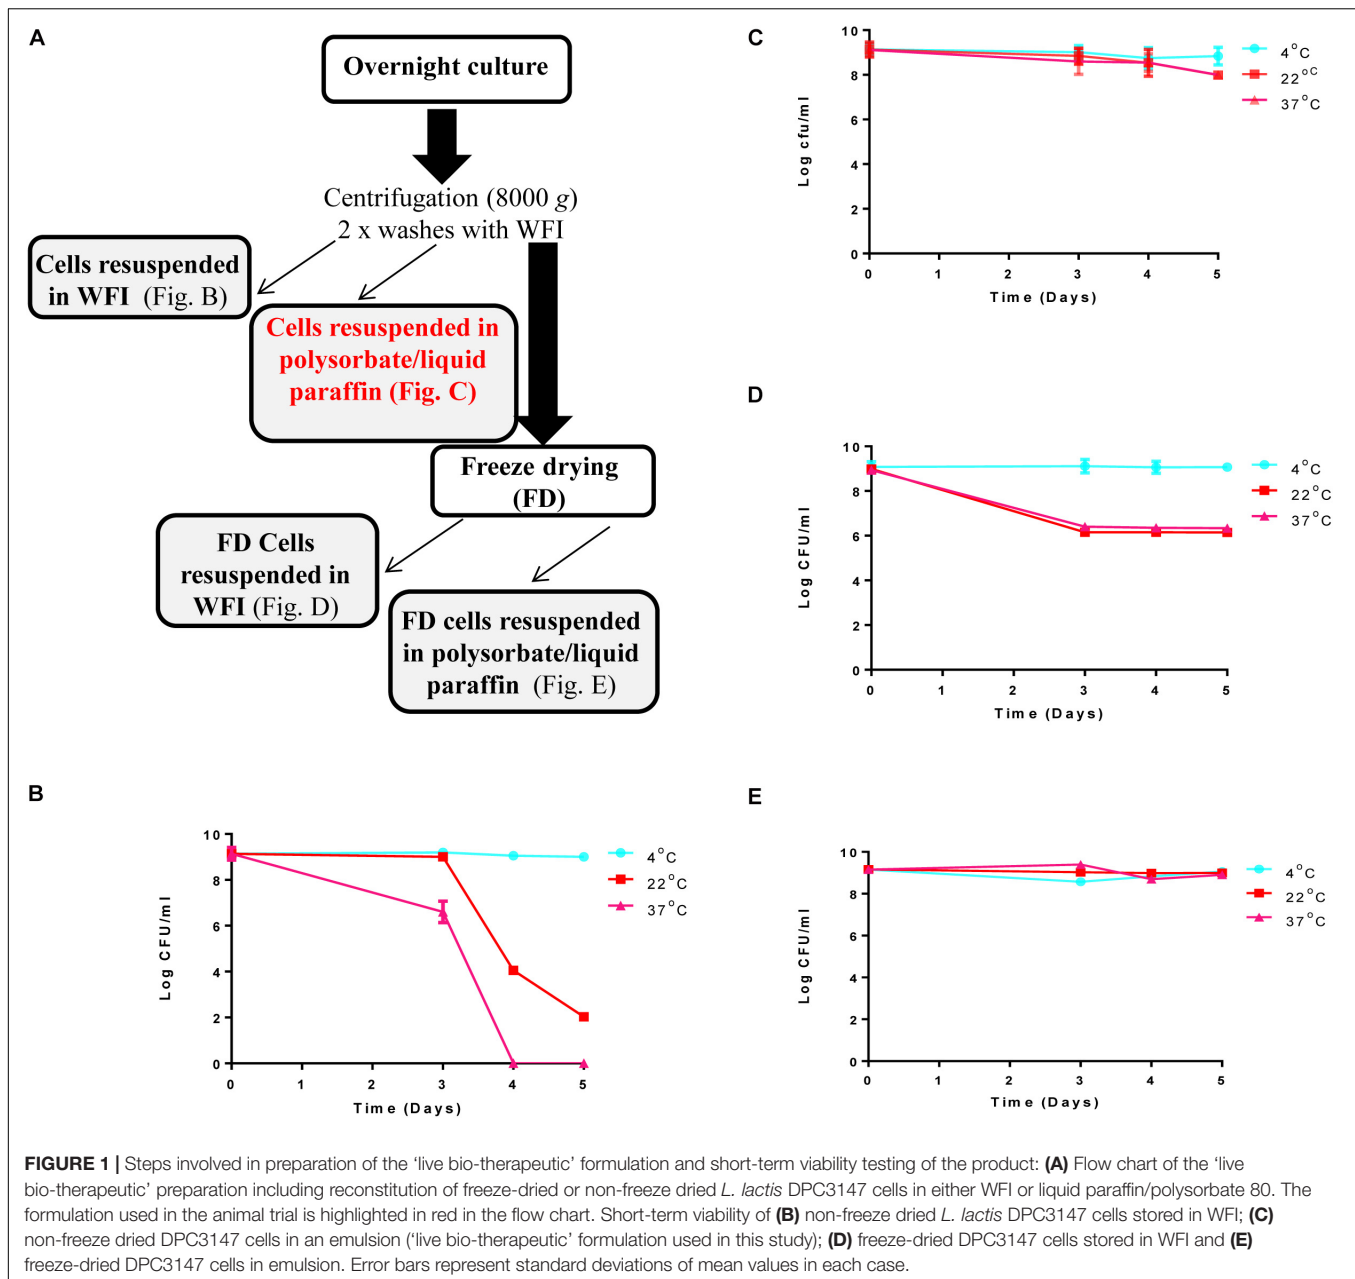 A
Overnight culture
Centrifugation (8000 g)
2 x washes with WFI
Cells resuspended
in WFI (Fig. B)
Cells resuspended in
polysorbate/liquid
paraffin (Fig. C)
Freeze drying
(FD)
FD Cells
resuspended in
WFI (Fig. D)
FD cells resuspended
in polysorbate/liquid
paraffin (Fig. E)
B
10
8
6
4
2
0
Log CFU/ml
0 1 2 3 4 5
Time (Days)
4°C
22°C
37°C
C
10
8
6
4
2
0
Log cfu/ml
0 1 2 3 4 5
Time (Days)
4°C
22°C
37°C
D
10
8
6
4
2
0
Log CFU/ml
0 1 2 3 4 5
Time (Days)
4°C
22°C
37°C
E
10
8
6
4
2
0
Log CFU/ml
0 1 2 3 4 5
Time (Days)
4°C
22°C
37°C
FIGURE 1 | Steps involved in preparation of the ‘live bio-therapeutic’ formulation and short-term viability testing of the product: (A) Flow chart of the ‘live
bio-therapeutic’ preparation including reconstitution of freeze-dried or non-freeze dried L. lactis DPC3147 cells in either WFI or liquid paraffin/polysorbate 80. The
formulation used in the animal trial is highlighted in red in the flow chart. Short-term viability of (B) non-freeze dried L. lactis DPC3147 cells stored in WFI; (C)
non-freeze dried DPC3147 cells in an emulsion (‘live bio-therapeutic’ formulation used in this study); (D) freeze-dried DPC3147 cells stored in WFI and (E)
freeze-dried DPC3147 cells in emulsion. Error bars represent standard deviations of mean values in each case.